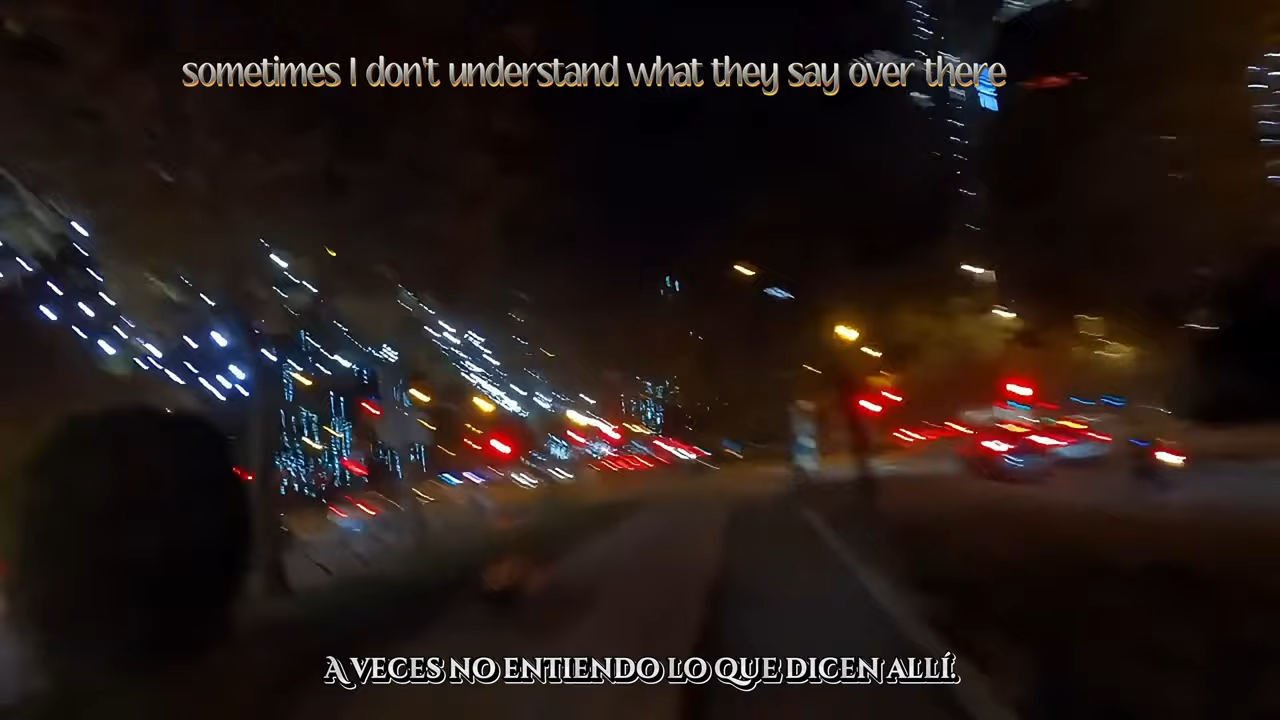 sometimes I don't understand what they say over there
A VECES NO ENTIENDO LO QUE DICEN ALLÍ.